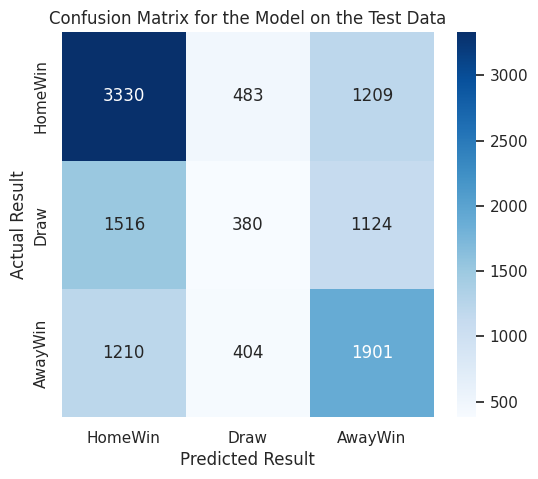 Confusion Matrix for the Model on the Test Data
Actual Result
HomeWin
3330 483 1209
Draw
1516 380 1124
AwayWin
1210 404 1901
HomeWin Draw AwayWin
Predicted Result
3000
2500
2000
1500
1000
500